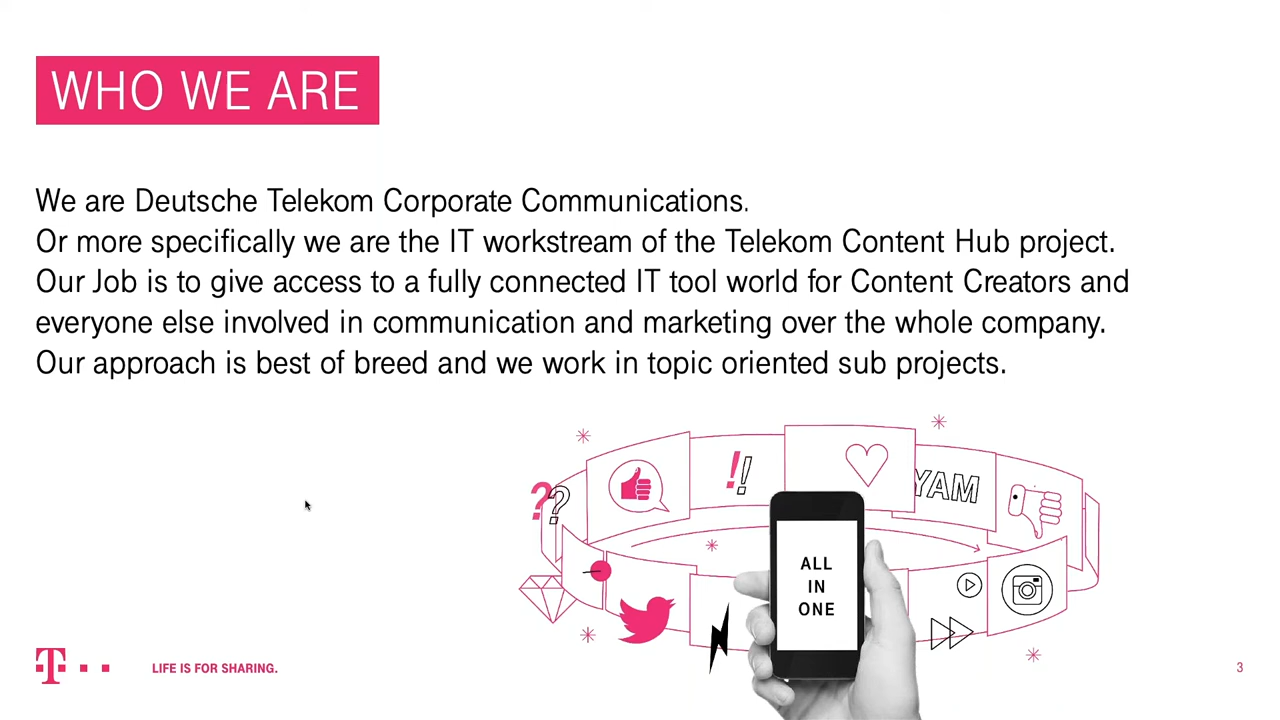 WHO WE ARE
We are Deutsche Telekom Corporate Communications.
Or more specifically we are the IT workstream of the Telekom Content Hub project.
Our Job is to give access to a fully connected IT tool world for Content Creators and
everyone else involved in communication and marketing over the whole company.
Our approach is best of breed and we work in topic oriented sub projects.
!!
YAM
??
ALL
IN
ONE
T
LIFE IS FOR SHARING.
3